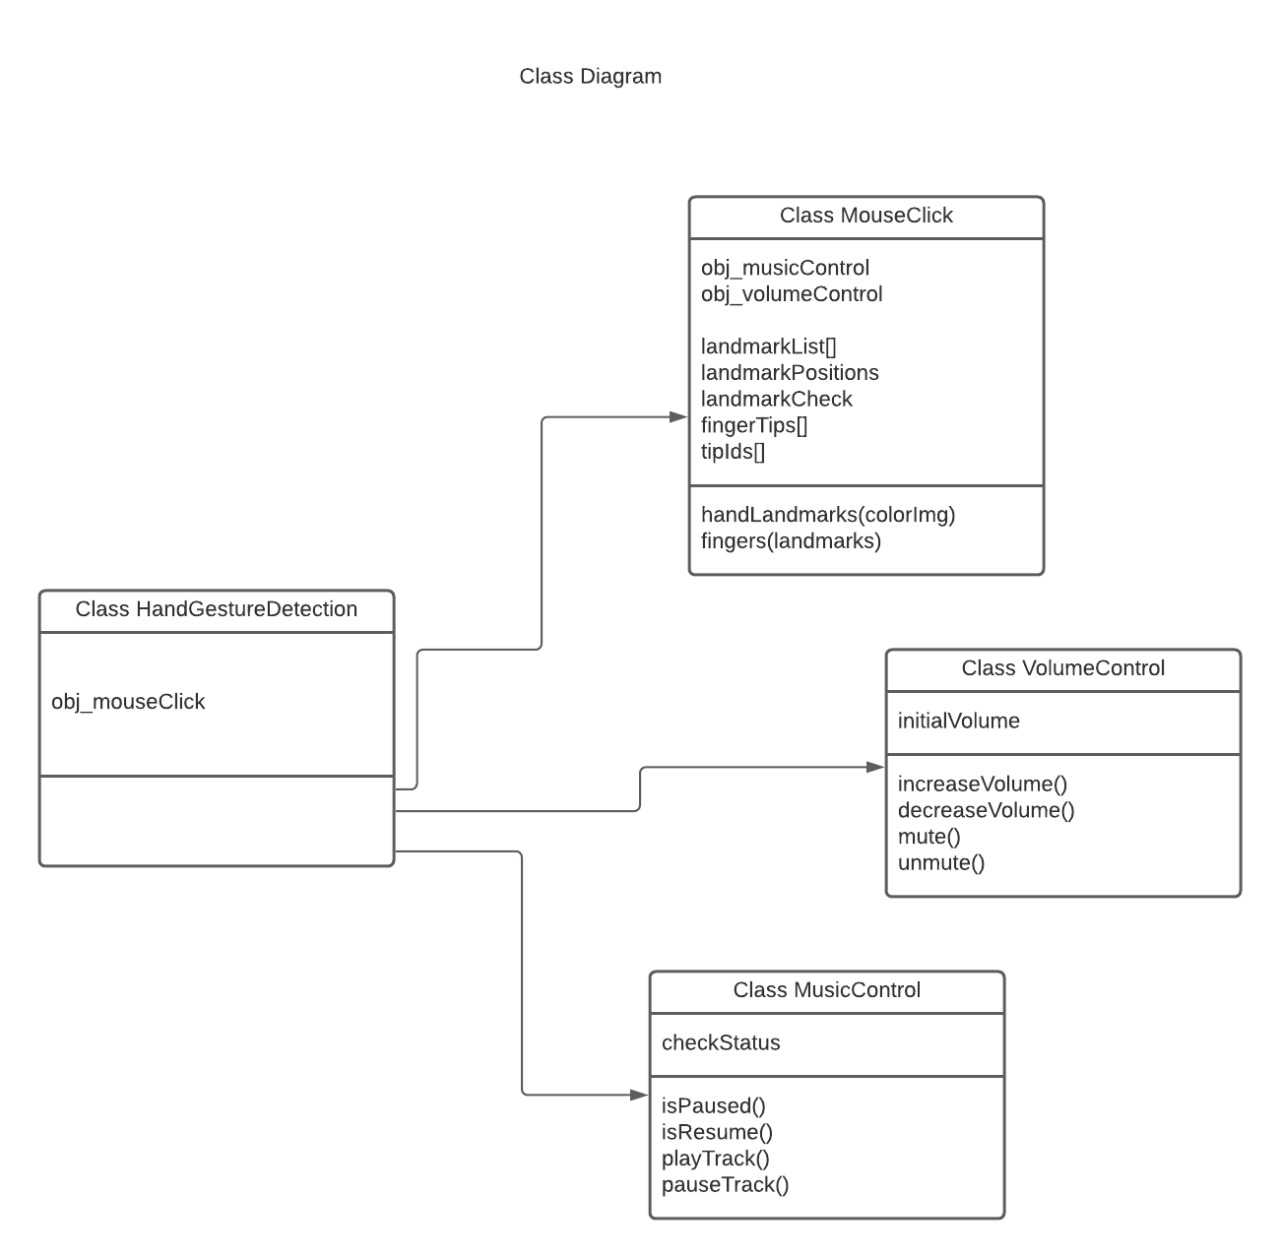 Class Diagram
Class MouseClick
obj_musicControl
obj_volumeControl
landmarkList[]
landmarkPositions
landmarkCheck
fingerTips[]
tipIds[]
handLandmarks(colorImg)
fingers(landmarks)
Class HandGestureDetection
obj_mouseClick
Class VolumeControl
initialVolume
increaseVolume()
decreaseVolume()
mute()
unmute()
Class MusicControl
checkStatus
isPaused()
isResume()
playTrack()
pauseTrack()